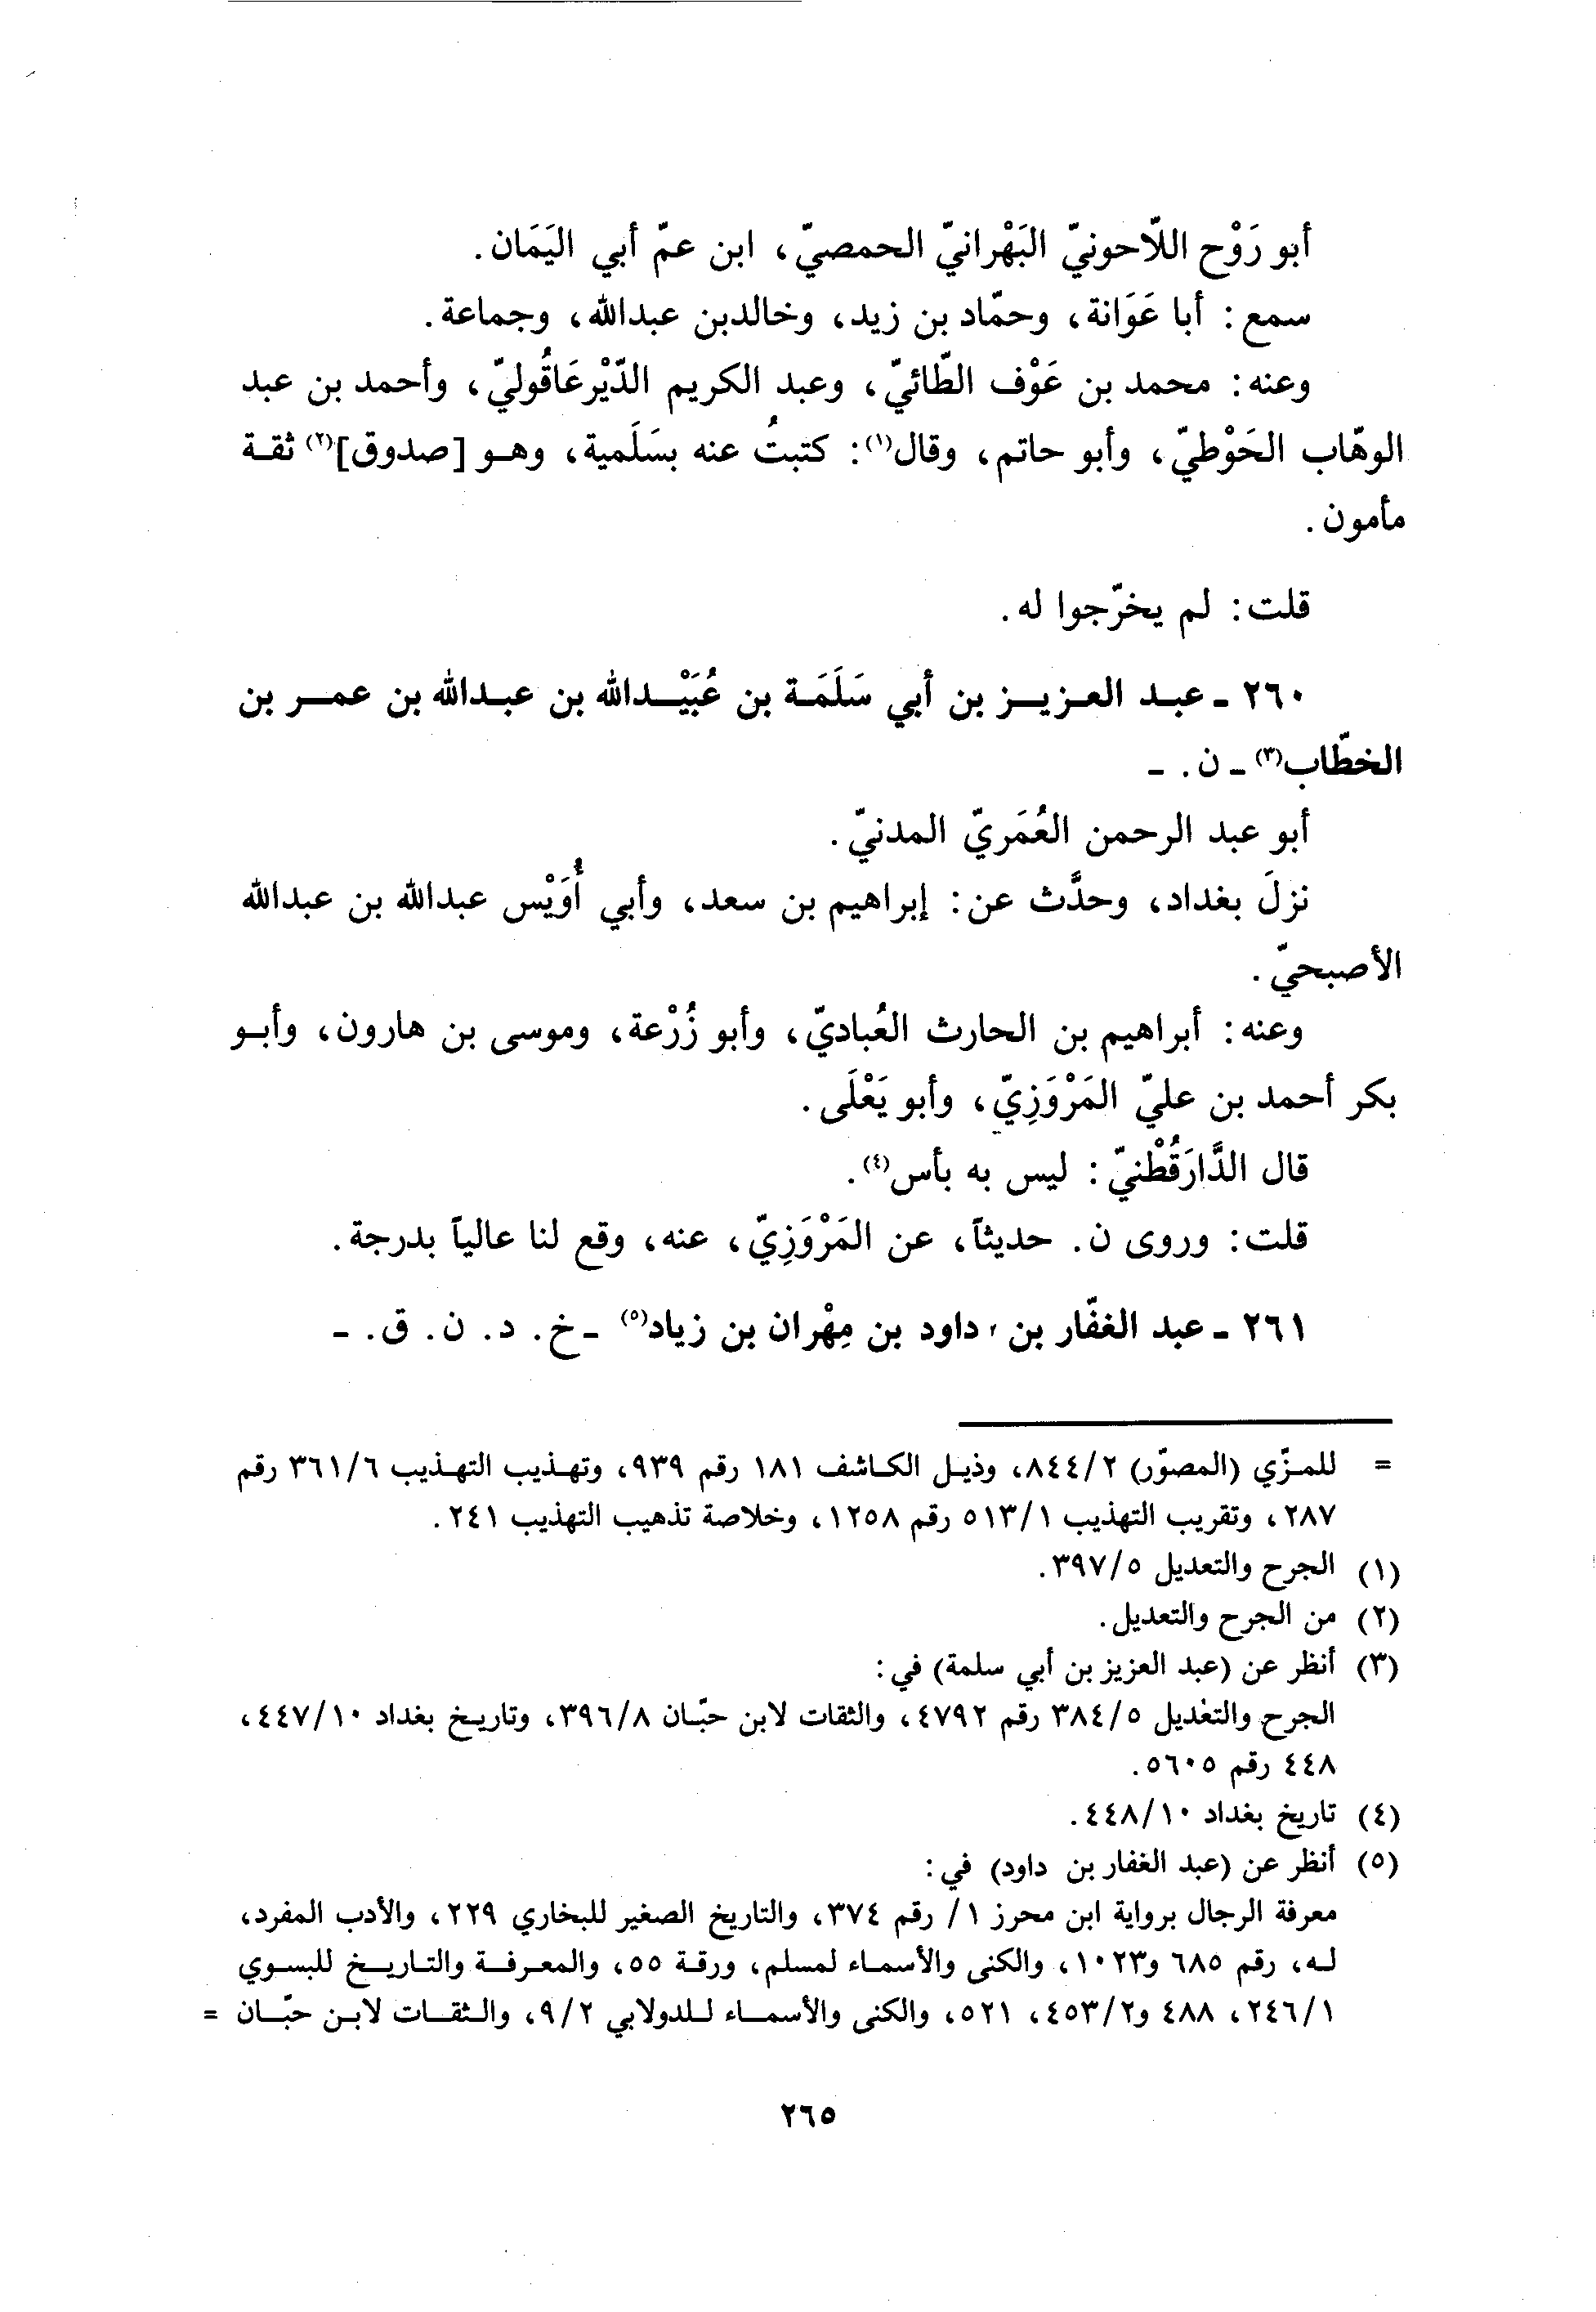 أبو رَوْح اللّاحونيّ البَهْرانيّ الحمصيّ، ابن عمّ أبي اليَمَان.
سمع: أبا عَوَانة، وحمّاد بن زيد، وخالدبن عبدالله، وجماعة.
وعنه: محمد بن عَوْف الطّائيّ، وعبد الكريم الدّيْرعَاقُوليّ، وأحمد بن عبد
الوهّاب الحَوْطيّ، وأبو حاتم، وقال(١): كتبتُ عنه بسَلَمية، وهو [صدوق](٢) ثقة
مأمون.
قلت: لم يخرّجوا له.
٢٦٠ ـ عبد العزيز بن أبي سَلَمَة بن عُبَيْدالله بن عبدالله بن عمر بن
الخطّاب(٣) ـ ن. ـ
أبو عبد الرحمن العُمَريّ المدنيّ.
نزلَ بغداد، وحدَّث عن: إبراهيم بن سعد، وأبي أُوَيْس عبدالله بن عبدالله
الأصبحيّ.
وعنه: أبراهيم بن الحارث العُباديّ، وأبو زُرْعة، وموسى بن هارون، وأبو
بكر أحمد بن عليّ المَرْوَزِيّ، وأبو يَعْلَى.
قال الدَّارَقُطْنيّ: ليس به بأس(٤).
قلت: وروى ن. حديثاً، عن المَرْوَزِيّ، عنه، وقع لنا عالياً بدرجة.
٢٦١ ـ عبد الغفّار بن داود بن مِهْران بن زياد(٥) ـ خ. د. ن. ق. ـ
= للمزّي (المصوّر) ٨٤٤/٢، وذيل الكاشف ١٨١ رقم ٩٣٩، وتهذيب التهذيب ٣٦١/٦ رقم
٢٨٧، وتقريب التهذيب ٥١٣/١ رقم ١٢٥٨، وخلاصة تذهيب التهذيب ٢٤١.
(١) الجرح والتعديل ٣٩٧/٥.
(٢) من الجرح والتعديل.
(٣) أنظر عن (عبد العزيز بن أبي سلمة) في:
الجرح والتعديل ٣٨٤/٥ رقم ٤٧٩٢، والثقات لابن حبّان ٣٩٦/٨، وتاريخ بغداد ٤٤٧/١٠،
٤٤٨ رقم ٥٦٠٥.
(٤) تاريخ بغداد ٤٤٨/١٠.
(٥) أنظر عن (عبد الغفار بن داود) في:
معرفة الرجال برواية ابن محرز ١/ رقم ٣٧٤، والتاريخ الصغير للبخاري ٢٢٩، والأدب المفرد،
له، رقم ٦٨٥ و١٠٢٣، والكنى والأسماء لمسلم، ورقة ٥٥، والمعرفة والتاريخ للبسوي
٢٤٦/١، ٤٨٨ و٤٥٣/٢، ٥٢١، والكنى والأسماء للدولابي ٩/٢، والثقات لابن حبّان =
٢٦٥